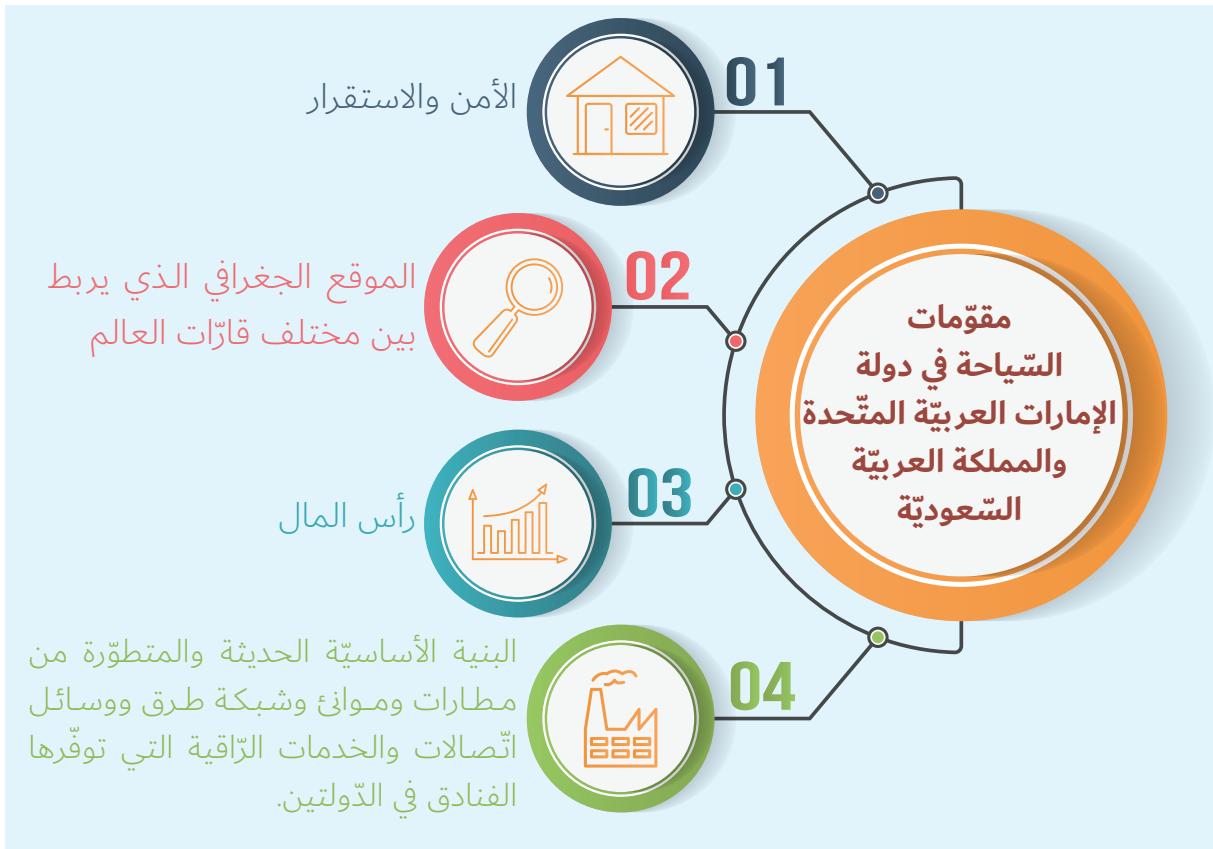 مقوّمات
السّياحة في دولة
الإمارات العربيّة المتّحدة
والمملكة العربيّة
السّعوديّة
01
الأمن والاستقرار
02
الموقع الجغرافي الذي يربط
بين مختلف قارّات العالم
03
رأس المال
04
البنية الأساسيّة الحديثة والمتطوّرة من
مطارات وموانئ وشبكة طرق ووسائل
اتّصالات والخدمات الرّاقية التي توفّرها
الفنادق في الدّولتين.